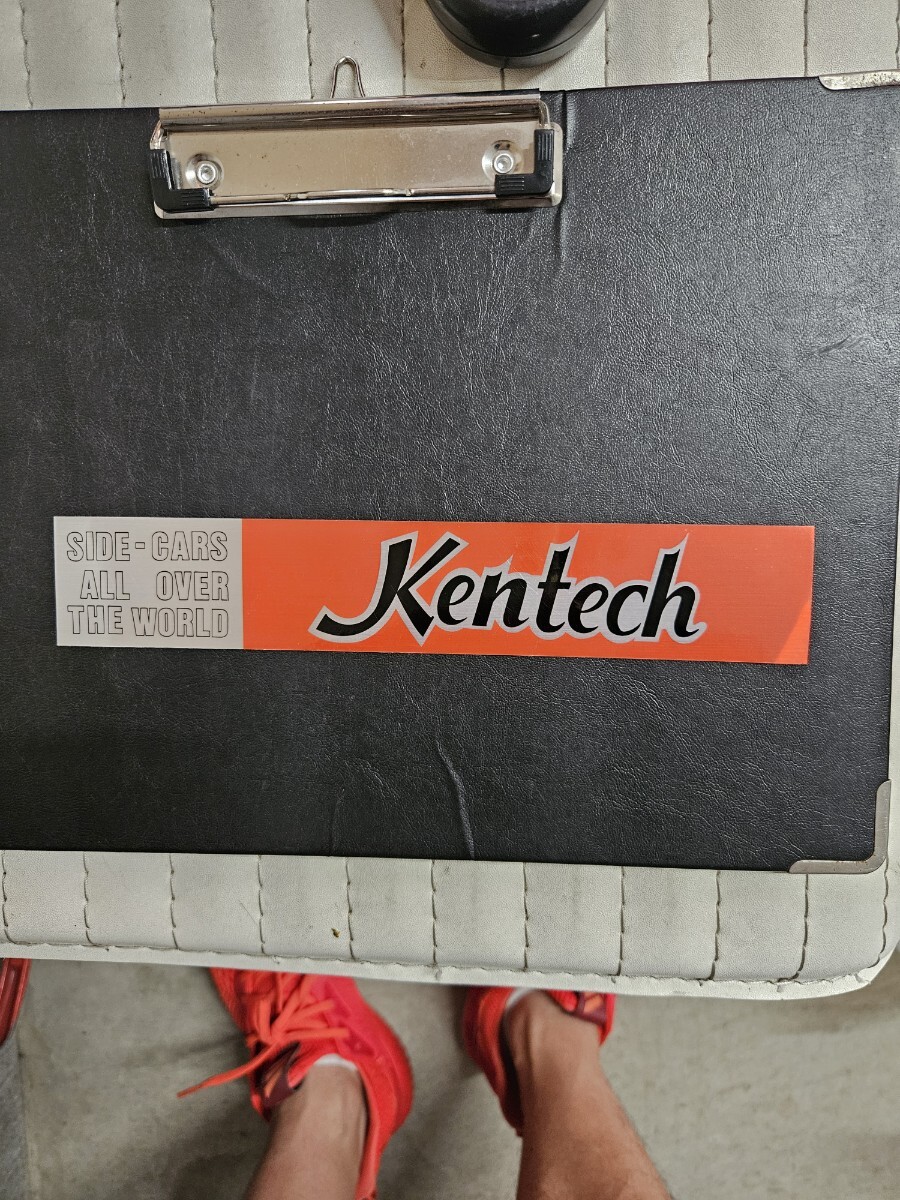 SIDE-CARS
ALL OVER
THE WORLD
Kentech